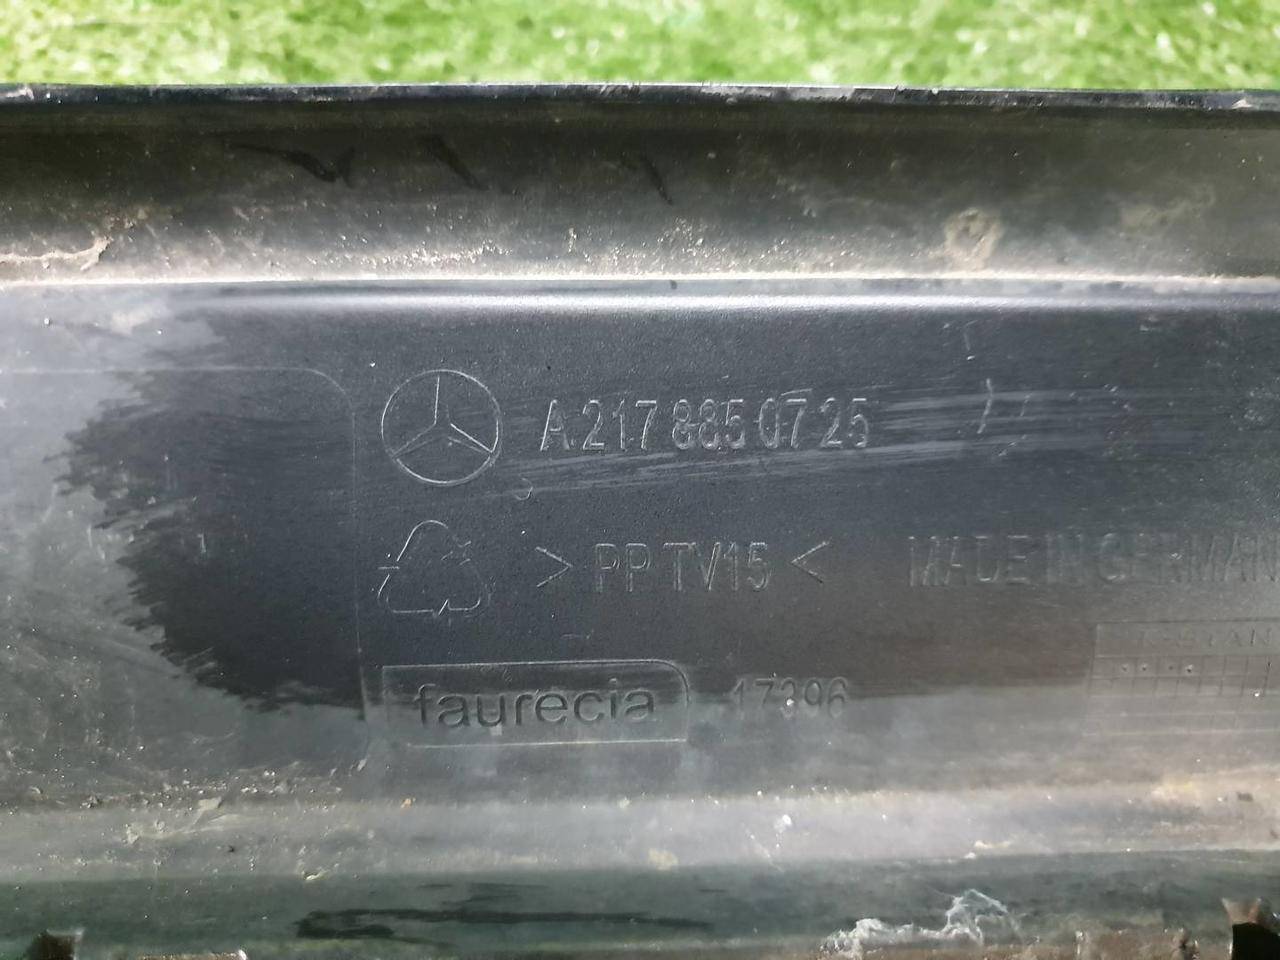 A 217 885 07 25
> PP TV15 < MADE IN GERMAN
faurecia 17396